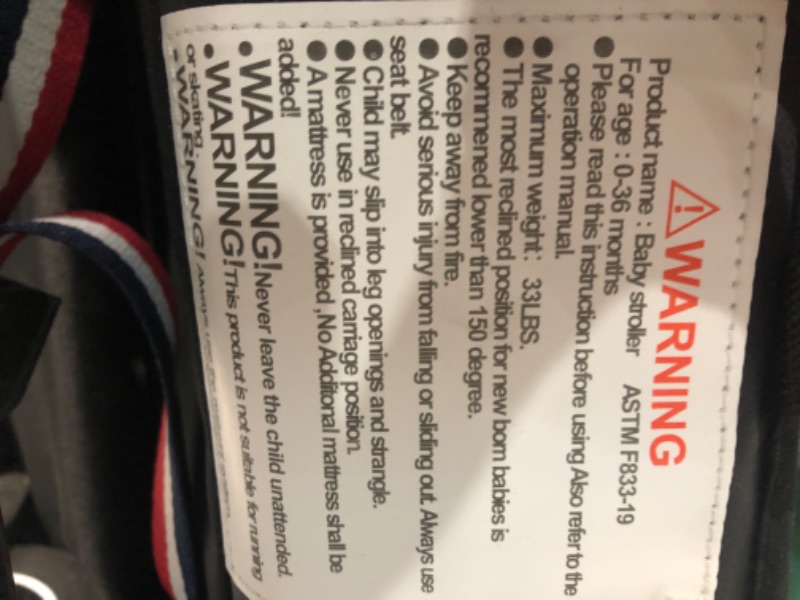 WARNING
Product name : Baby stroller ASTM F833-19
For age : 0-36 months
● Please read this instruction before using Also refer to the
operation manual.
● Maximum weight : 33LBS.
● The most reclined position for new born babies is
recommened lower than 150 degree.
● Keep away from fire.
● Avoid serious injury from falling or sliding out. Always use
seat belt.
● Child may slip into leg openings and strangle.
● Never use in reclined carriage position.
● A mattress is provided ,No Additonal mattress shall be
added!
● WARNING! Never leave the child unattended.
● WARNING! This product is not suitable for running
or skating.
● WARNING! Always use the